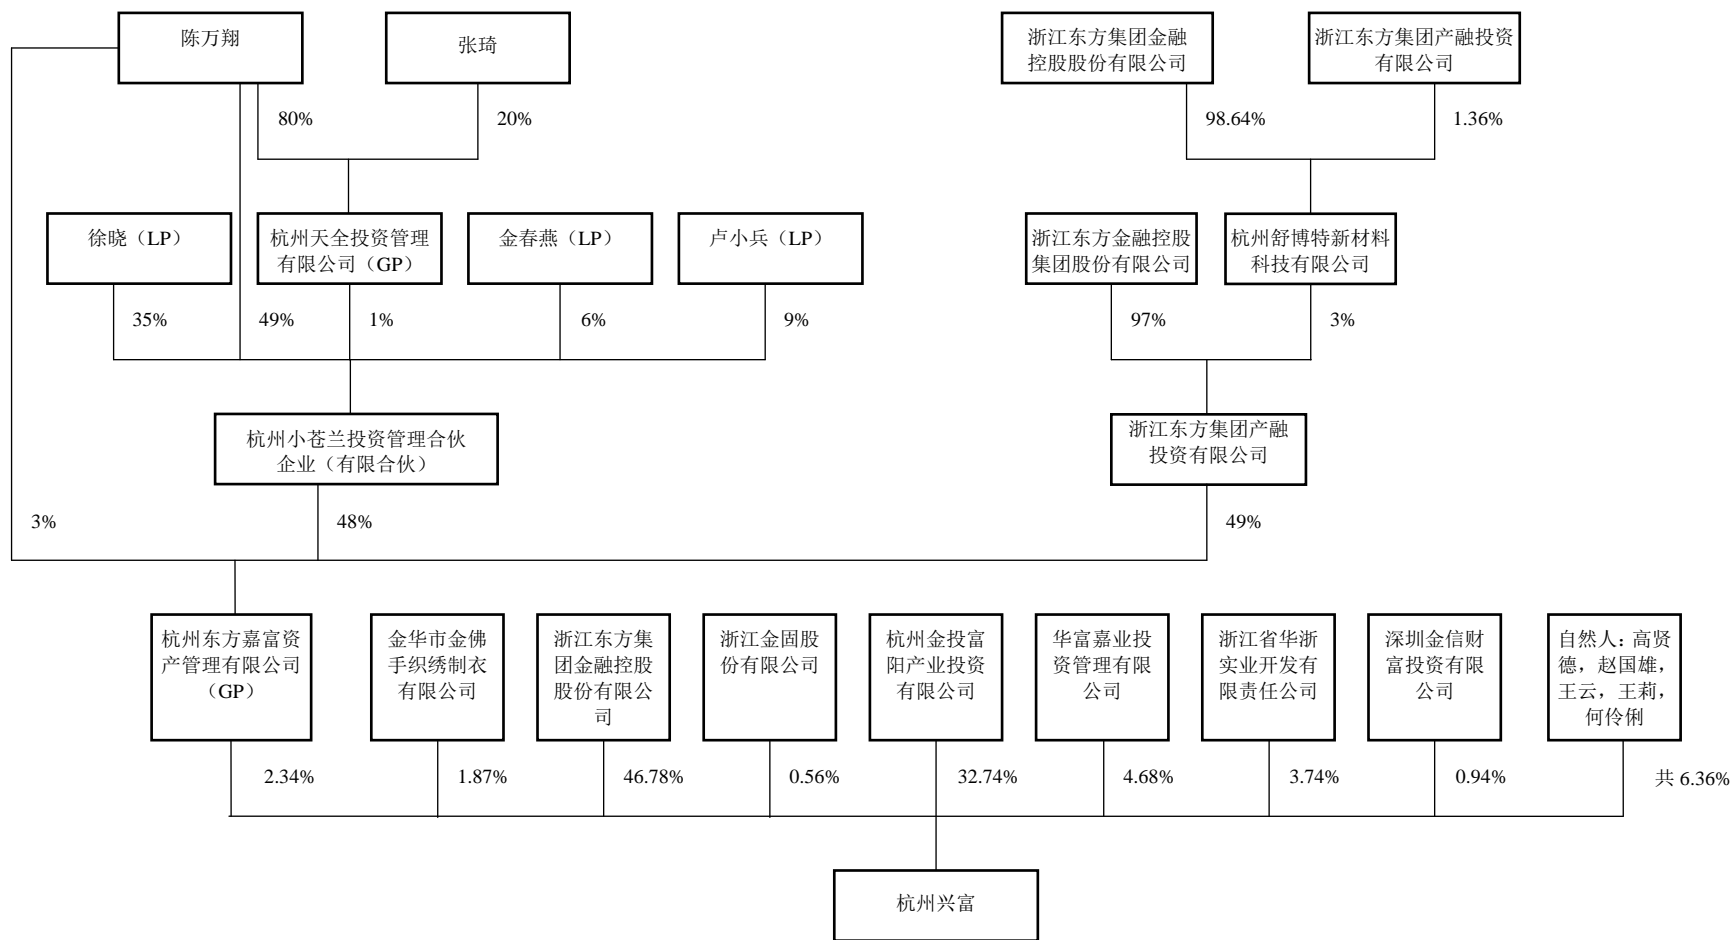 陈万翔
张琦
浙江东方集团金融
控股股份有限公司
浙江东方集团产融投资
有限公司
80%
20%
98.64%
1.36%
徐晓（LP）
杭州天全投资管理
有限公司（GP）
金春燕（LP）
卢小兵（LP）
浙江东方金融控股
集团股份有限公司
杭州舒博特新材料
科技有限公司
35%
49%
1%
6%
9%
97%
3%
杭州小苍兰投资管理合伙
企业（有限合伙）
浙江东方集团产融
投资有限公司
3%
48%
49%
杭州东方嘉富资
产管理有限公司
（GP）
金华市金佛
手织绣制衣
有限公司
浙江东方集
团金融控股
股份有限公
司
浙江金固股
份有限公司
杭州金投富
阳产业投资
有限公司
华富嘉业投
资管理有限
公司
浙江省华浙
实业开发有
限责任公司
深圳金信财
富投资有限
公司
自然人：高贤
德，赵国雄，
王云，王莉，
何伶俐
2.34%
1.87%
46.78%
0.56%
32.74%
4.68%
3.74%
0.94%
共 6.36%
杭州兴富